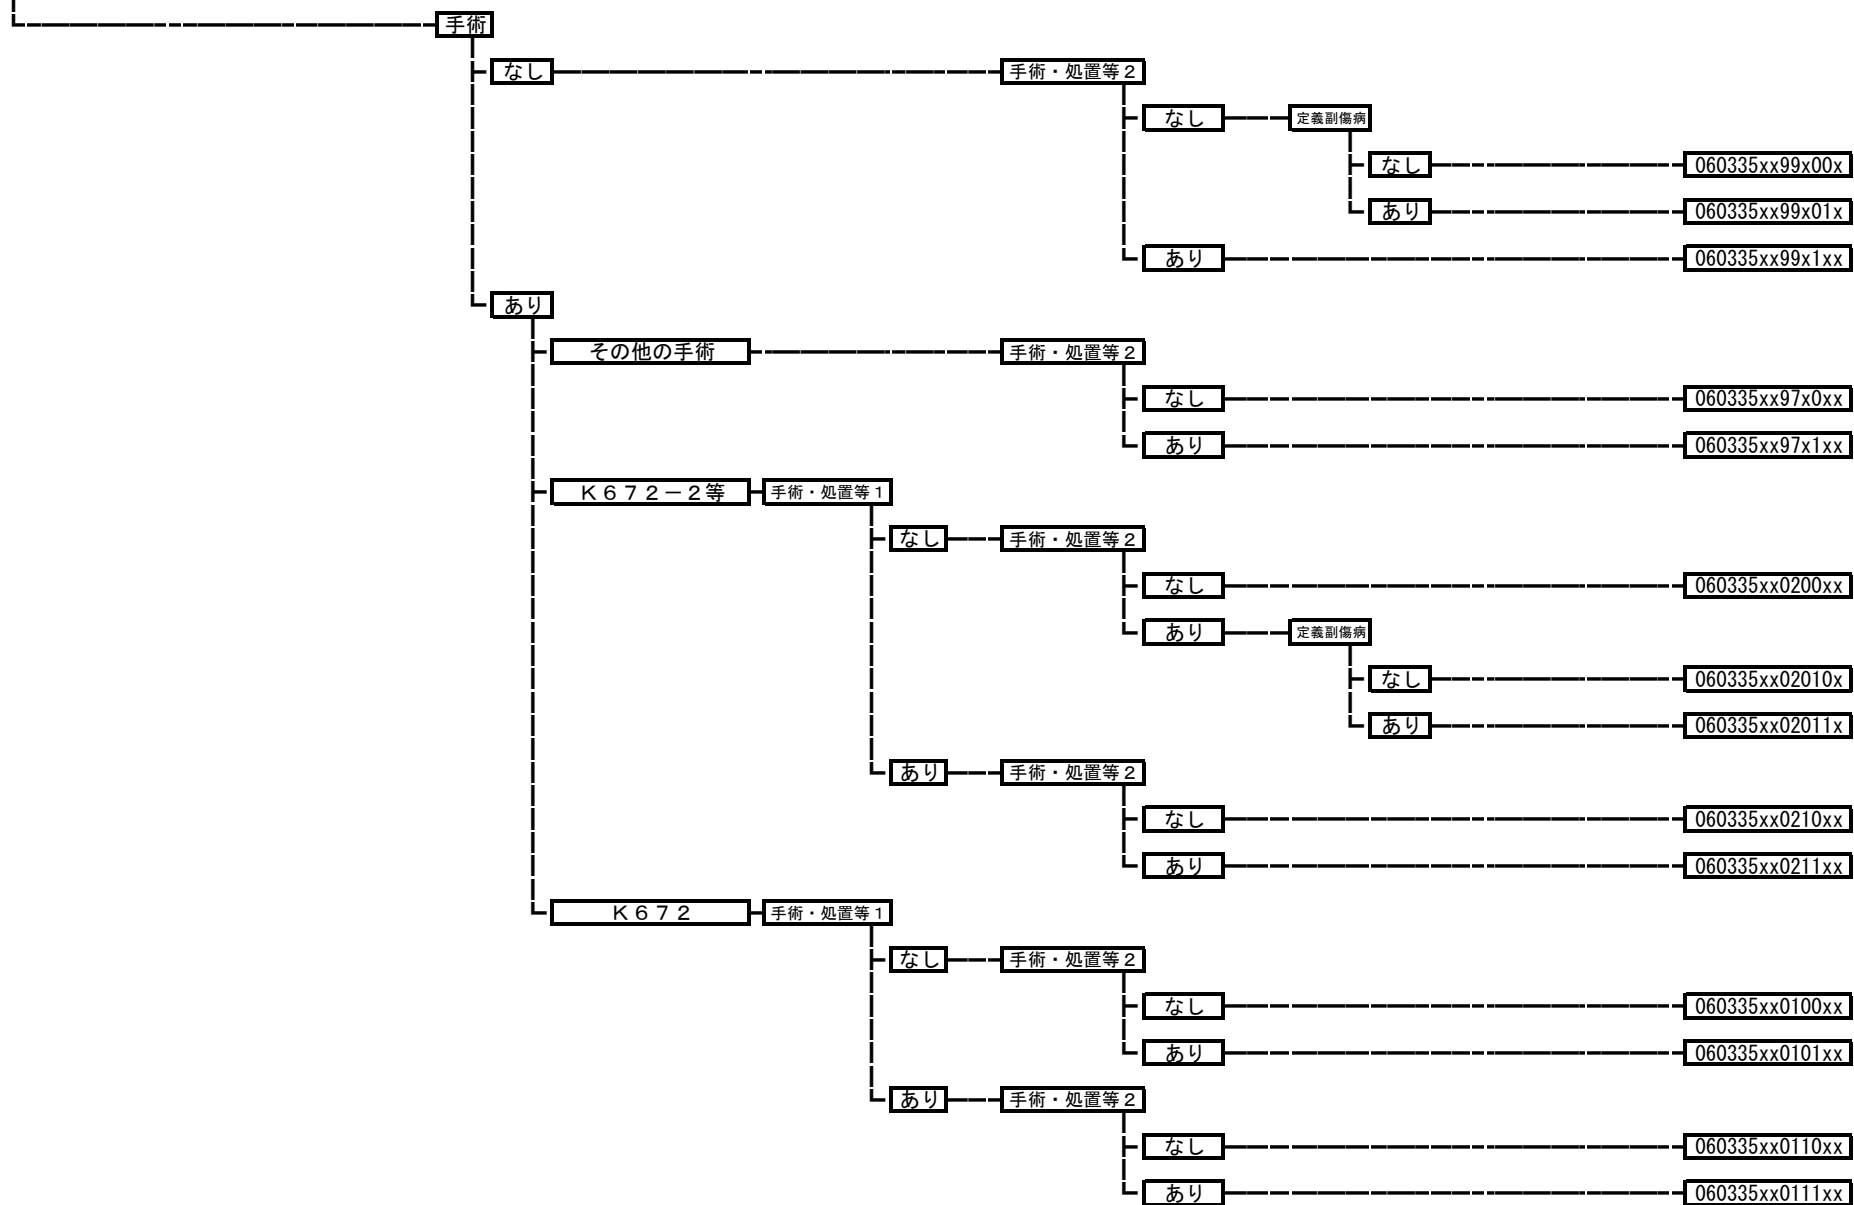 手術
なし 手術・処置等２
なし 定義副傷病
なし 060335xx99x00x
あり 060335xx99x01x
あり 060335xx99x1xx
あり
その他の手術 手術・処置等２
なし 060335xx97x0xx
あり 060335xx97x1xx
Ｋ６７２－２等 手術・処置等１
なし 手術・処置等２
なし 060335xx0200xx
あり 定義副傷病
なし 060335xx02010x
あり 060335xx02011x
あり 手術・処置等２
なし 060335xx0210xx
あり 060335xx0211xx
Ｋ６７２ 手術・処置等１
なし 手術・処置等２
なし 060335xx0100xx
あり 060335xx0101xx
あり 手術・処置等２
なし 060335xx0110xx
あり 060335xx0111xx